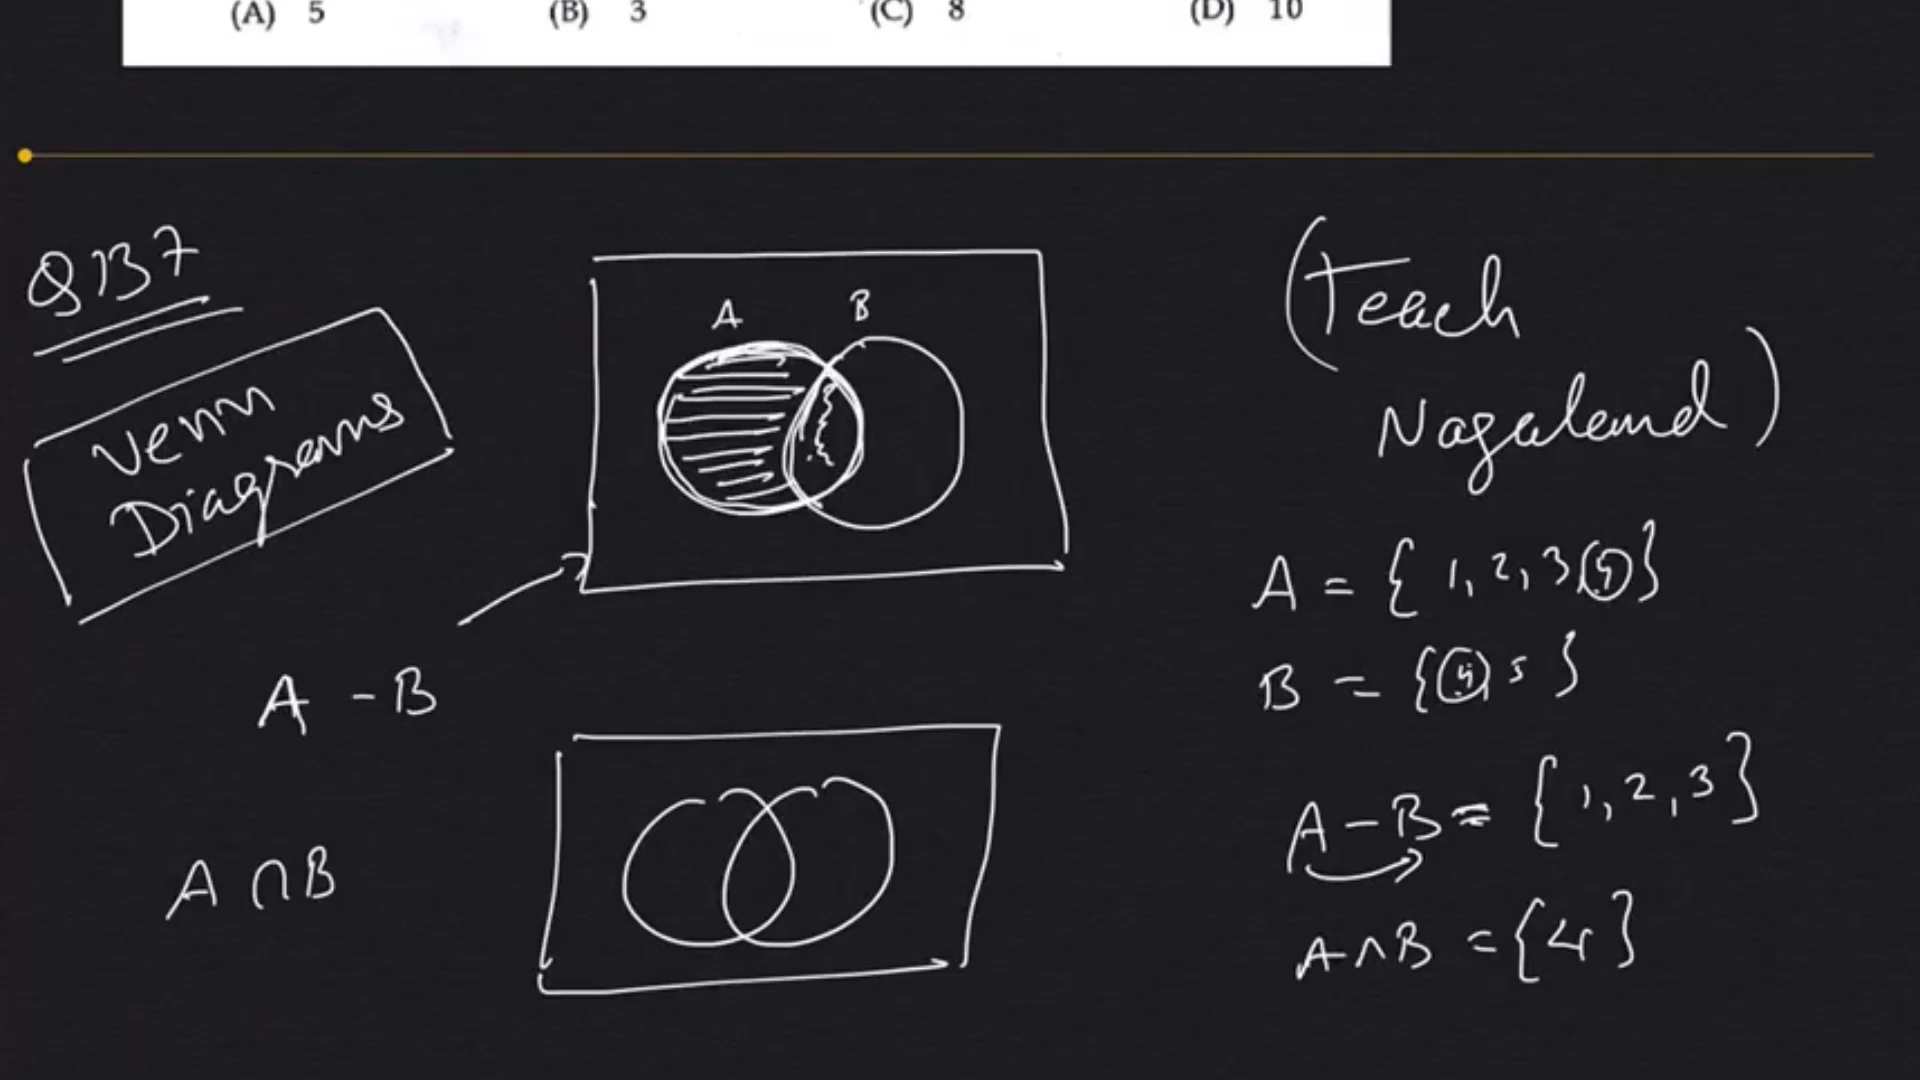 (A) 5 (B) 3 (C) 8 (D) 10
Q137
Venn
Diagrams
A B
(Teach
Nagaland)
A = { 1, 2, 3, 4 }
B = { 4, 5 }
A - B
A - B = { 1, 2, 3 }
A ∩ B
A ∩ B = { 4 }